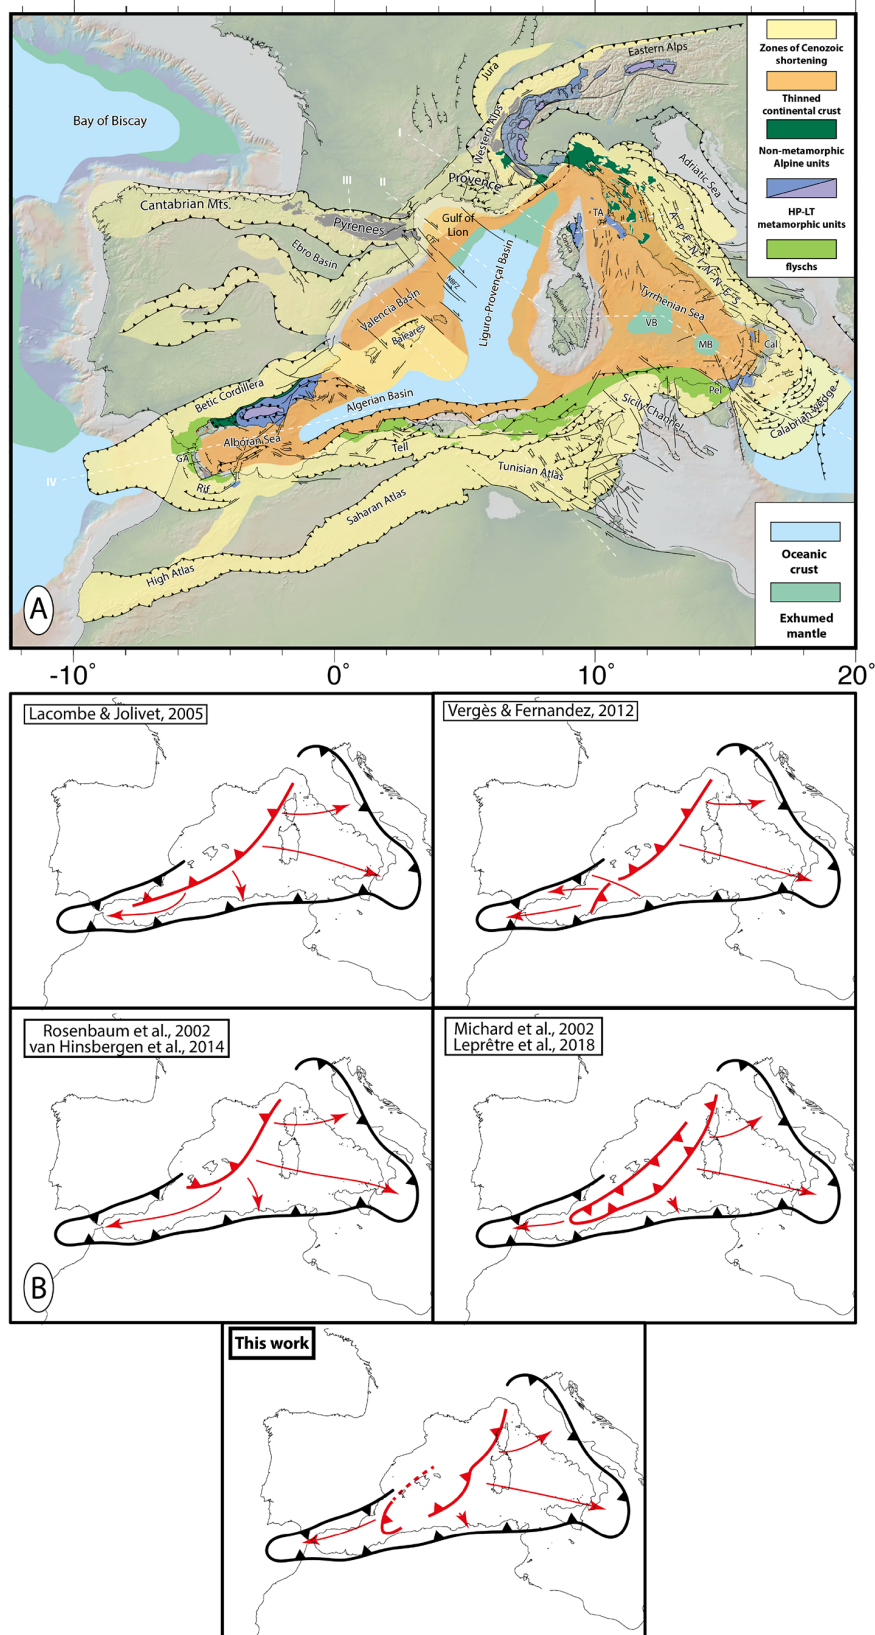 Eastern Alps
Jura
Western Alps
Bay of Biscay
Adriatic Sea
I
II
III
Provence
Cantabrian Mts.
Pyrenees
Gulf of
Lion
TA
APENNINES
Ebro Basin
Corsica
NBFZ
Liguro-Provençal Basin
Valencia Basin
Sardinia
Tyrrhenian Sea
VB
MB
Cal
Baleares
Betic Cordillera
Algerian Basin
Pel
Sicily Channel
Calabrian wedge
Alboran Sea
GA
Tell
Tunisian Atlas
IV
Rif
Saharan Atlas
High Atlas
Zones of Cenozoic
shortening
Thinned
continental crust
Non-metamorphic
Alpine units
HP-LT
metamorphic units
flyschs
Oceanic
crust
Exhumed
mantle
A
-10°
0°
10°
20°
Lacombe & Jolivet, 2005
Vergès & Fernandez, 2012
Rosenbaum et al., 2002
van Hinsbergen et al., 2014
Michard et al., 2002
Leprêtre et al., 2018
B
This work